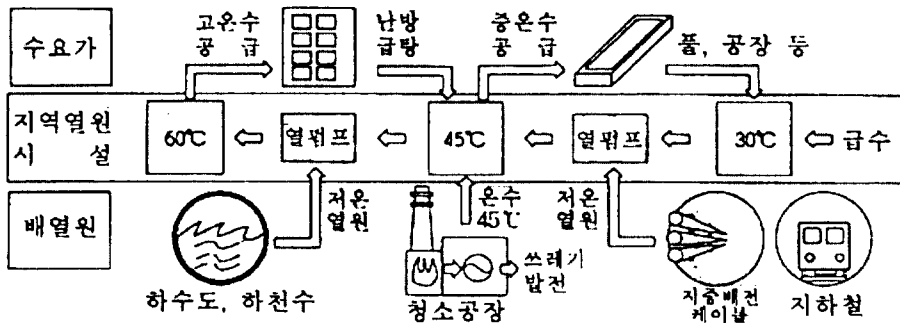 수요가
고온수
공급
난방
급탕
중온수
공급
풀, 공장 등
지역열원
시 설
60℃
열펌프
45℃
열펌프
30℃
급수
배열원
저온
열원
온수
45℃
저온
열원
쓰레기
발전
하수도, 하천수
청소공장
지중배전
케이블
지하철